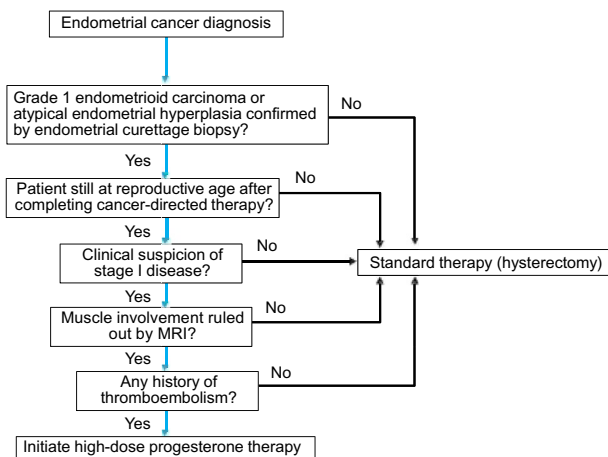 Endometrial cancer diagnosis
Grade 1 endometrioid carcinoma or
atypical endometrial hyperplasia confirmed
by endometrial curettage biopsy?
No
Yes
Patient still at reproductive age after
completing cancer-directed therapy?
No
Yes
Clinical suspicion of
stage I disease?
No
Standard therapy (hysterectomy)
Yes
Muscle involvement ruled
out by MRI?
No
Yes
Any history of
thromboembolism?
No
Yes
Initiate high-dose progesterone therapy